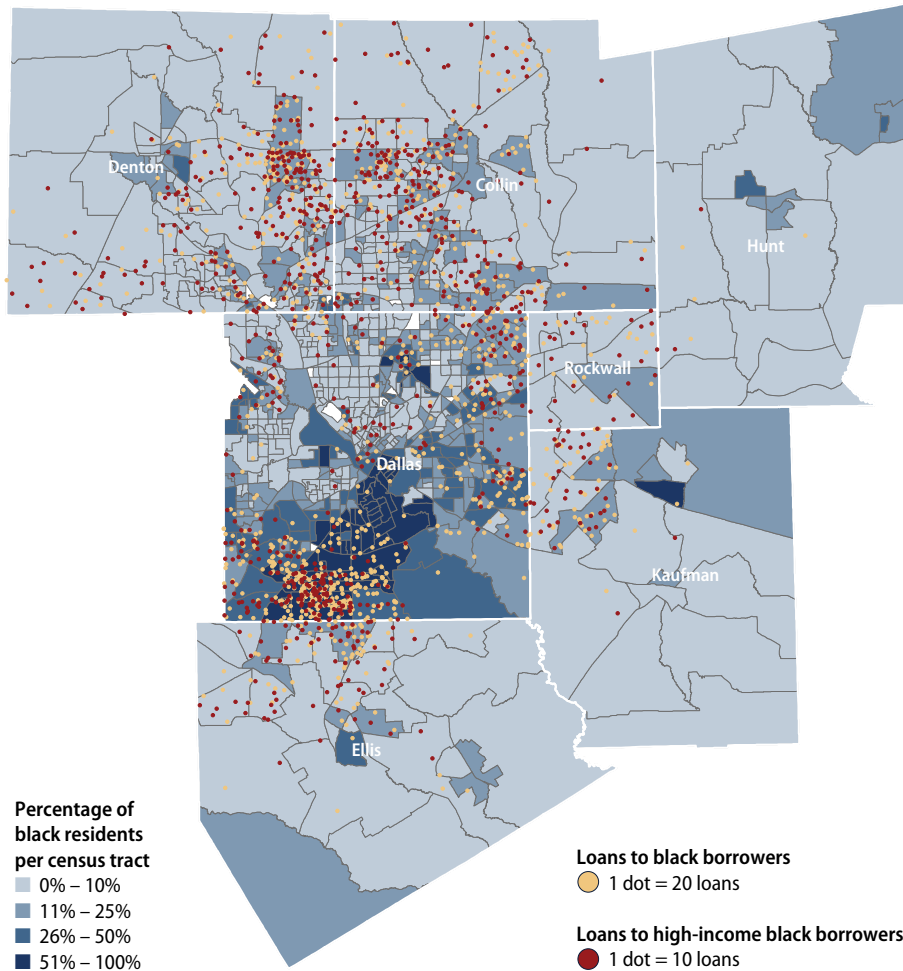 Denton
Collin
Hunt
Rockwall
Dallas
Kaufman
Ellis
Percentage of
black residents
per census tract
0% – 10%
11% – 25%
26% – 50%
51% – 100%
Loans to black borrowers
1 dot = 20 loans
Loans to high-income black borrowers
1 dot = 10 loans